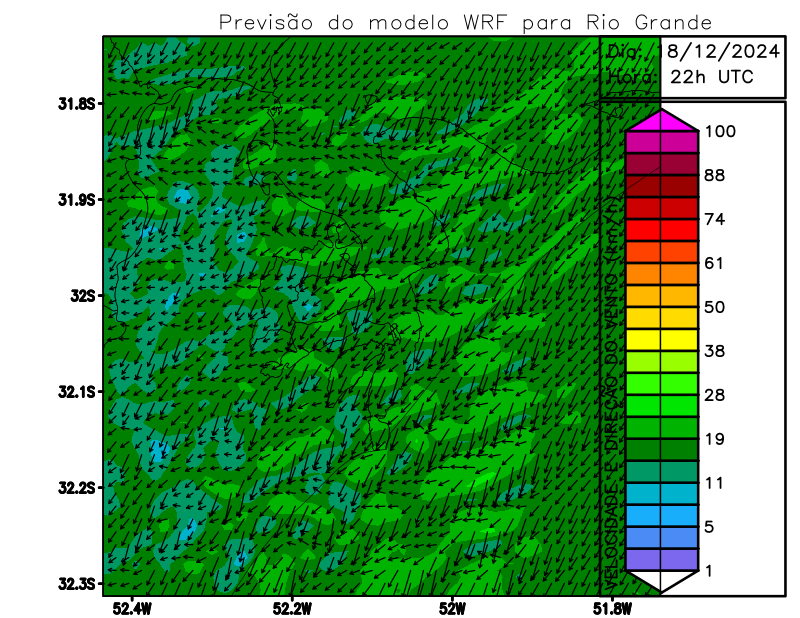 Previsão do modelo WRF para Rio Grande
Dia: 18/12/2024
Hora: 22h UTC
31.8S
31.9S
32S
32.1S
32.2S
32.3S
52.4W
52.2W
52W
51.8W
VELOCIDADE E DIREÇÃO DO VENTO (km/h)
100
88
74
61
50
38
28
19
11
5
1